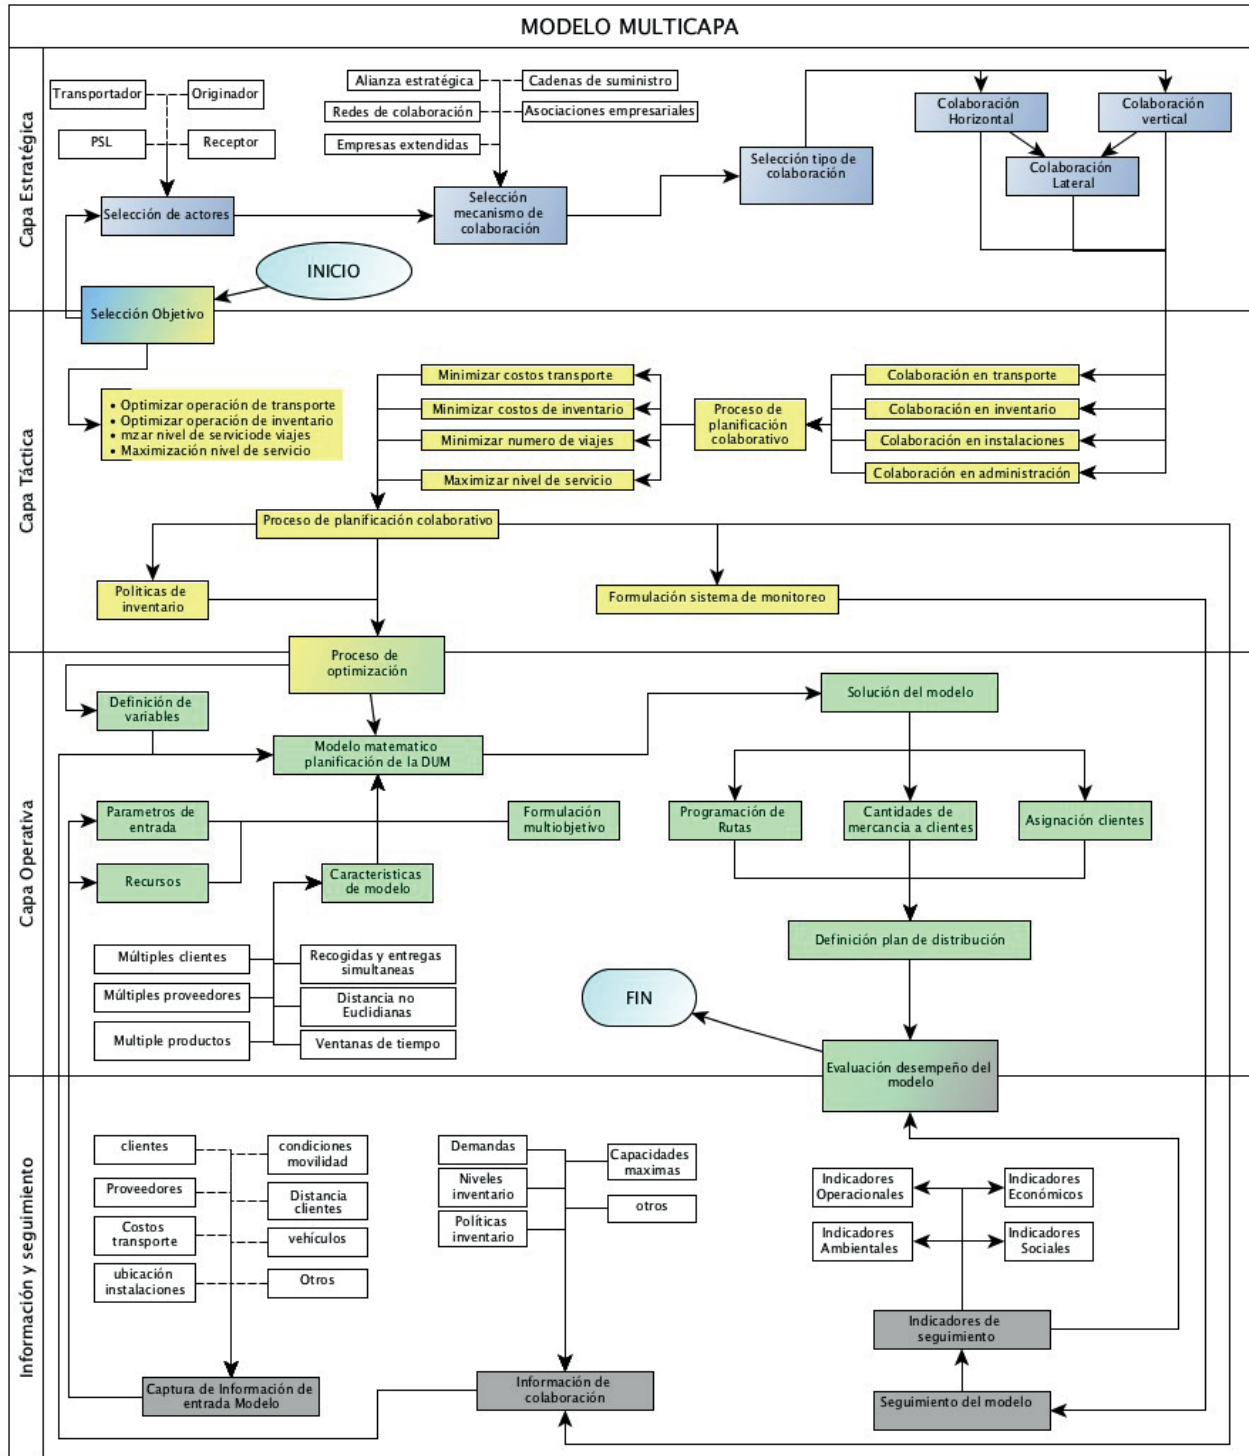 MODELO MULTICAPA
Capa Estratégica
Transportador
Originador
PSL
Receptor
Selección de actores
Alianza estratégica
Cadenas de suministro
Redes de colaboración
Asociaciones empresariales
Empresas extendidas
Selección
mecanismo de
colaboración
Selección tipo de
colaboración
Colaboración
Horizontal
Colaboración
vertical
Colaboración
Lateral
INICIO
Selección Objetivo
Capa Táctica
• Optimizar operación de transporte
• Optimizar operación de inventario
• mzar nivel de serviciode viajes
• Maximización nivel de servicio
Minimizar costos transporte
Minimizar costos de inventario
Minimizar numero de viajes
Maximizar nivel de servicio
Proceso de
planificación
colaborativo
Colaboración en transporte
Colaboración en inventario
Colaboración en instalaciones
Colaboración en administración
Proceso de planificación colaborativo
Politicas de
inventario
Formulación sistema de monitoreo
Proceso de
optimización
Capa Operativa
Definición de
variables
Modelo matematico
planificación de la DUM
Solución del modelo
Parametros de
entrada
Formulación
multiobjetivo
Programación de
Rutas
Cantidades de
mercancia a clientes
Asignación clientes
Recursos
Caracteristicas
de modelo
Definición plan de distribución
Múltiples clientes
Recogidas y entregas
simultaneas
Múltiples proveedores
Distancia no
Euclidianas
Multiple productos
Ventanas de tiempo
FIN
Evaluación desempeño del
modelo
Información y seguimiento
clientes
condiciones
movilidad
Proveedores
Distancia
clientes
Costos
transporte
vehículos
ubicación
instalaciones
Otros
Demandas
Capacidades
maximas
Niveles
inventario
otros
Políticas
inventario
Indicadores
Operacionales
Indicadores
Económicos
Indicadores
Ambientales
Indicadores
Sociales
Indicadores de
seguimiento
Captura de Información de
entrada Modelo
Información de
colaboración
Seguimiento del modelo